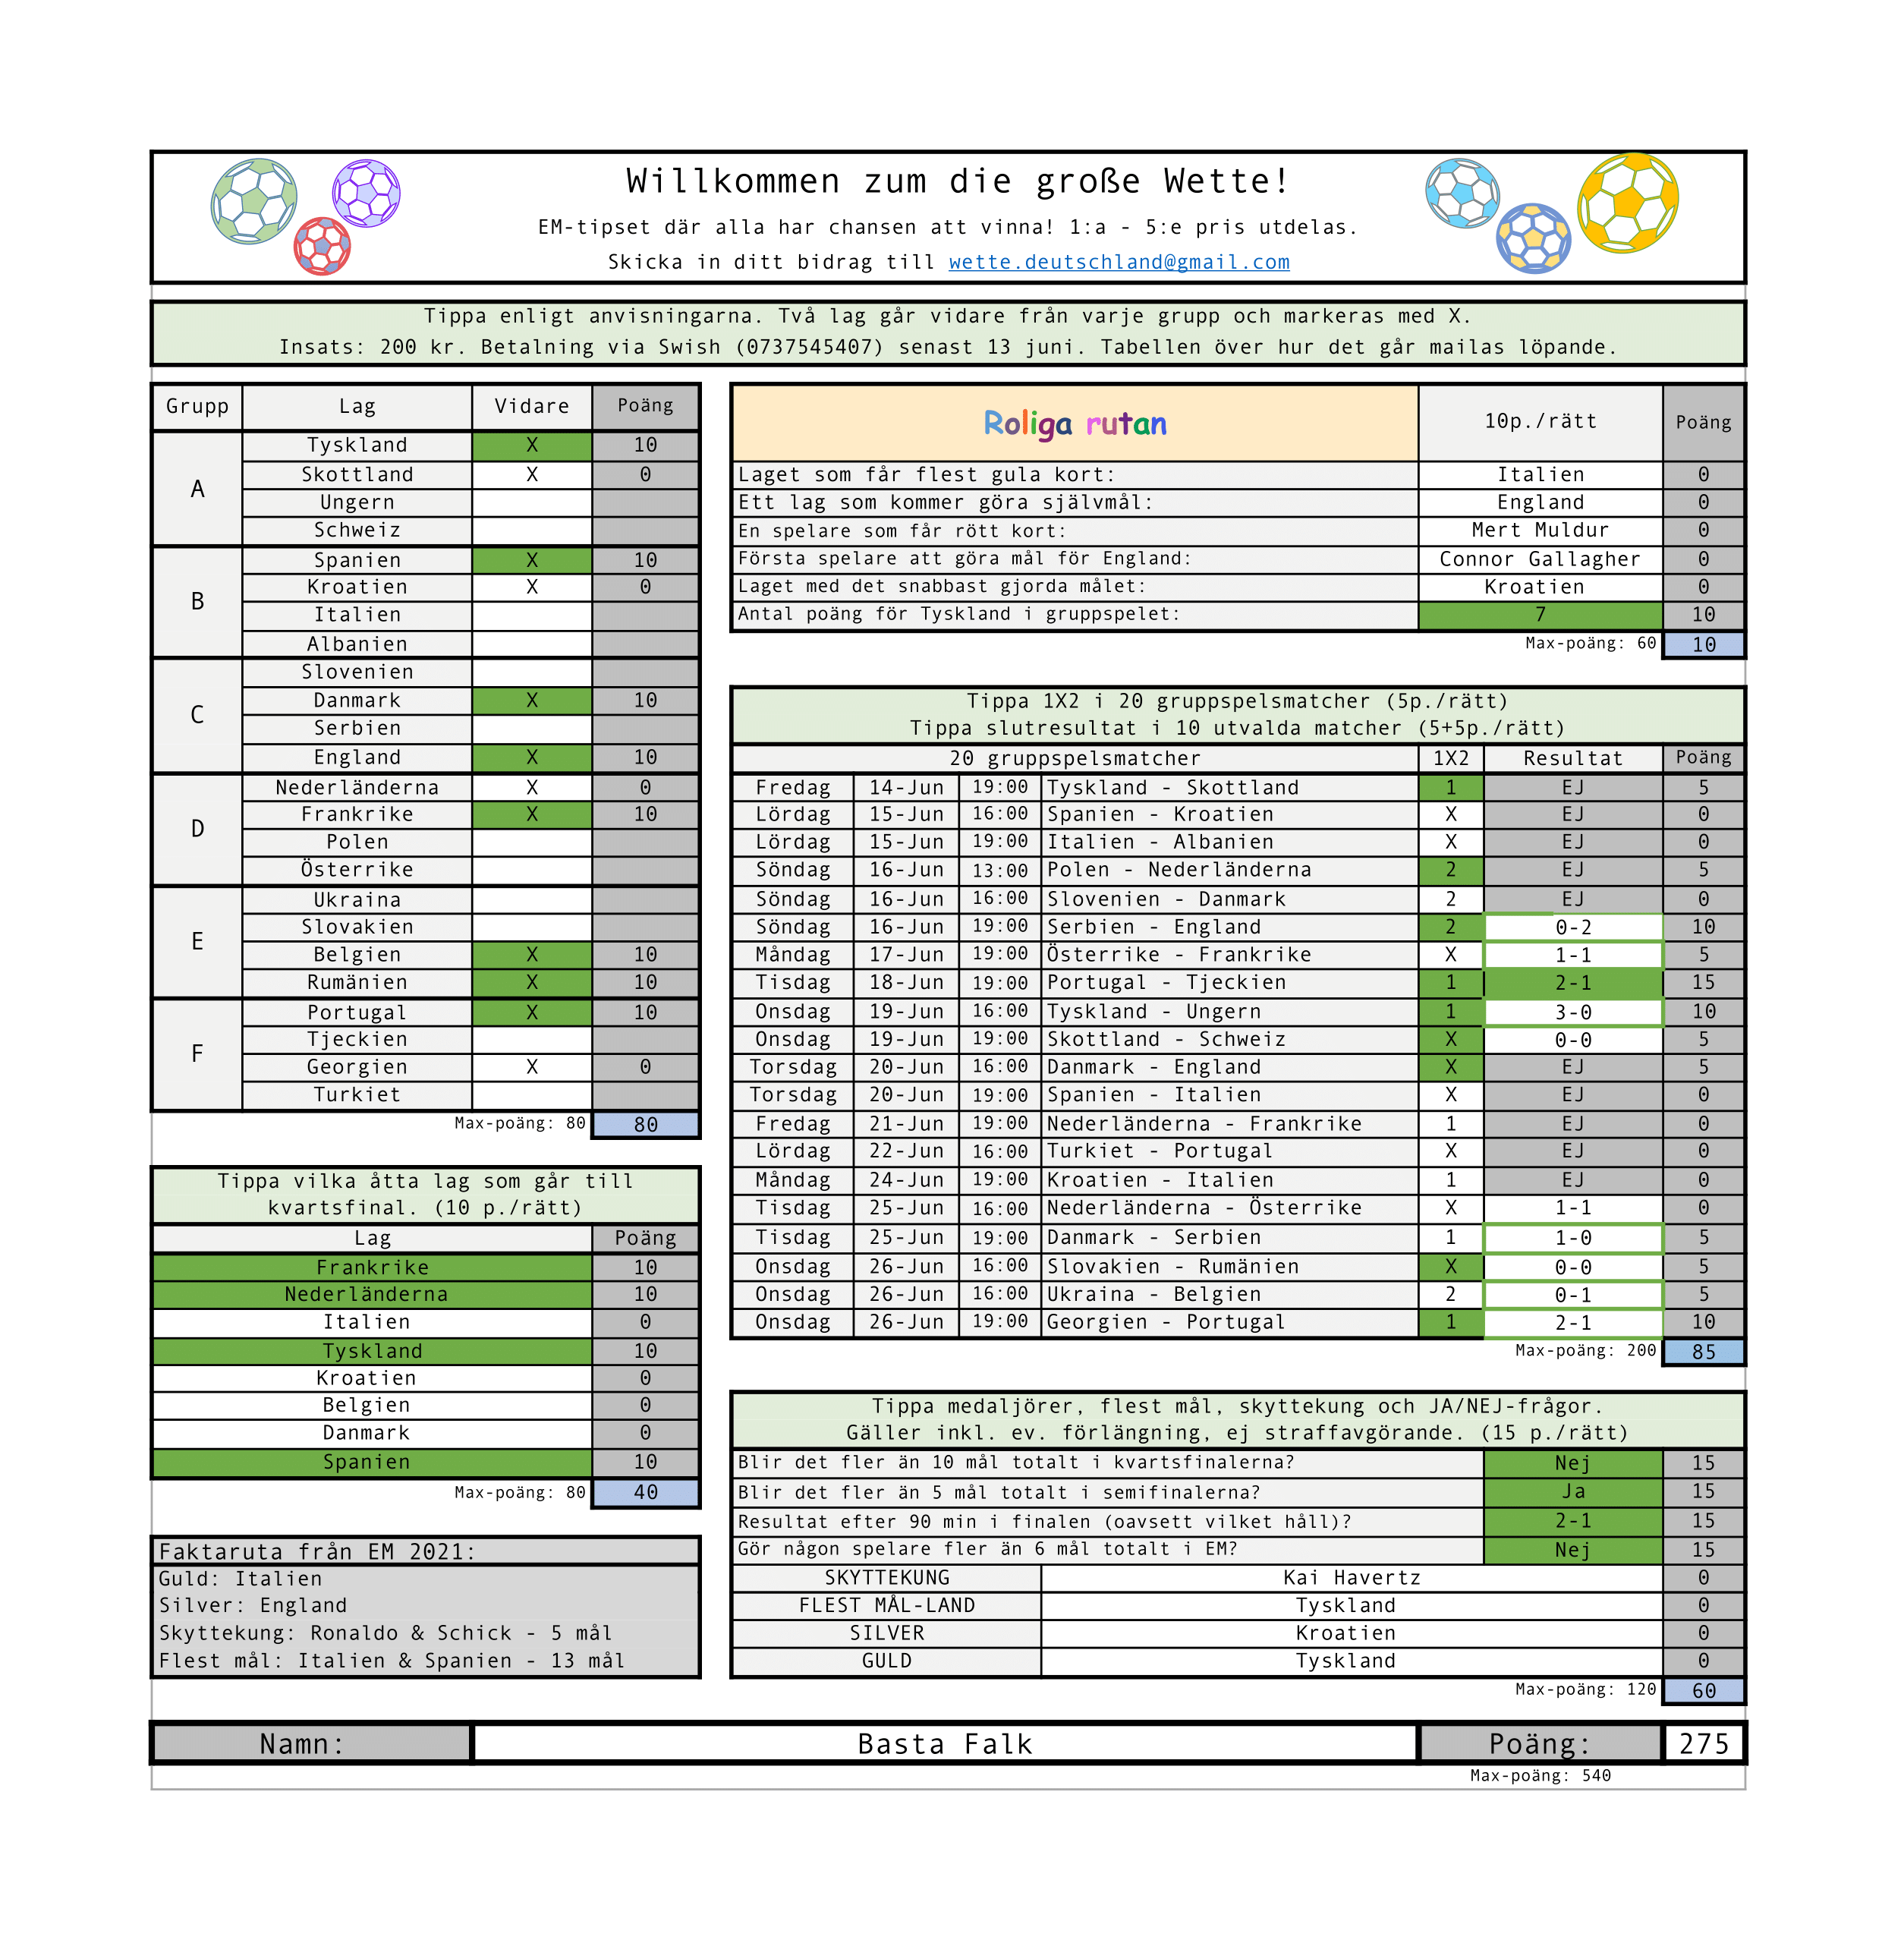 Willkommen zum die große Wette!
EM-tipset där alla har chansen att vinna! 1:a - 5:e pris utdelas.
Skicka in ditt bidrag till wette.deutschland@gmail.com
Tippa enligt anvisningarna. Två lag går vidare från varje grupp och markeras med X.
Insats: 200 kr. Betalning via Swish (0737545407) senast 13 juni. Tabellen över hur det går mailas löpande.
Grupp Lag Vidare Poäng
A
Tyskland X 10
Skottland X 0
Ungern
Schweiz
B
Spanien X 10
Kroatien X 0
Italien
Albanien
C
Slovenien
Danmark X 10
Serbien
England X 10
D
Nederländerna X 0
Frankrike X 10
Polen
Österrike
E
Ukraina
Slovakien
Belgien X 10
Rumänien X 10
F
Portugal X 10
Tjeckien
Georgien X 0
Turkiet
Max-poäng: 80 80
Tippa vilka åtta lag som går till
kvartsfinal. (10 p./rätt)
Lag Poäng
Frankrike 10
Nederländerna 10
Italien 0
Tyskland 10
Kroatien 0
Belgien 0
Danmark 0
Spanien 10
Max-poäng: 80 40
Faktaruta från EM 2021:
Guld: Italien
Silver: England
Skyttekung: Ronaldo & Schick - 5 mål
Flest mål: Italien & Spanien - 13 mål
Roliga rutan 10p./rätt Poäng
Laget som får flest gula kort: Italien 0
Ett lag som kommer göra självmål: England 0
En spelare som får rött kort: Mert Muldur 0
Första spelare att göra mål för England: Connor Gallagher 0
Laget med det snabbast gjorda målet: Kroatien 0
Antal poäng för Tyskland i gruppspelet: 7 10
Max-poäng: 60 10
Tippa 1X2 i 20 gruppspelsmatcher (5p./rätt)
Tippa slutresultat i 10 utvalda matcher (5+5p./rätt)
20 gruppspelsmatcher 1X2 Resultat Poäng
Fredag 14-Jun 19:00 Tyskland - Skottland 1 EJ 5
Lördag 15-Jun 16:00 Spanien - Kroatien X EJ 0
Lördag 15-Jun 19:00 Italien - Albanien X EJ 0
Söndag 16-Jun 13:00 Polen - Nederländerna 2 EJ 5
Söndag 16-Jun 16:00 Slovenien - Danmark 2 EJ 0
Söndag 16-Jun 19:00 Serbien - England 2 0-2 10
Måndag 17-Jun 19:00 Österrike - Frankrike X 1-1 5
Tisdag 18-Jun 19:00 Portugal - Tjeckien 1 2-1 15
Onsdag 19-Jun 16:00 Tyskland - Ungern 1 3-0 10
Onsdag 19-Jun 19:00 Skottland - Schweiz X 0-0 5
Torsdag 20-Jun 16:00 Danmark - England X EJ 5
Torsdag 20-Jun 19:00 Spanien - Italien X EJ 0
Fredag 21-Jun 19:00 Nederländerna - Frankrike 1 EJ 0
Lördag 22-Jun 16:00 Turkiet - Portugal X EJ 0
Måndag 24-Jun 19:00 Kroatien - Italien 1 EJ 0
Tisdag 25-Jun 16:00 Nederländerna - Österrike X 1-1 0
Tisdag 25-Jun 19:00 Danmark - Serbien 1 1-0 5
Onsdag 26-Jun 16:00 Slovakien - Rumänien X 0-0 5
Onsdag 26-Jun 16:00 Ukraina - Belgien 2 0-1 5
Onsdag 26-Jun 19:00 Georgien - Portugal 1 2-1 10
Max-poäng: 200 85
Tippa medaljörer, flest mål, skyttekung och JA/NEJ-frågor.
Gäller inkl. ev. förlängning, ej straffavgörande. (15 p./rätt)
Blir det fler än 10 mål totalt i kvartsfinalerna? Nej 15
Blir det fler än 5 mål totalt i semifinalerna? Ja 15
Resultat efter 90 min i finalen (oavsett vilket håll)? 2-1 15
Gör någon spelare fler än 6 mål totalt i EM? Nej 15
SKYTTEKUNG Kai Havertz 0
FLEST MÅL-LAND Tyskland 0
SILVER Kroatien 0
GULD Tyskland 0
Max-poäng: 120 60
Namn: Basta Falk Poäng: 275
Max-poäng: 540